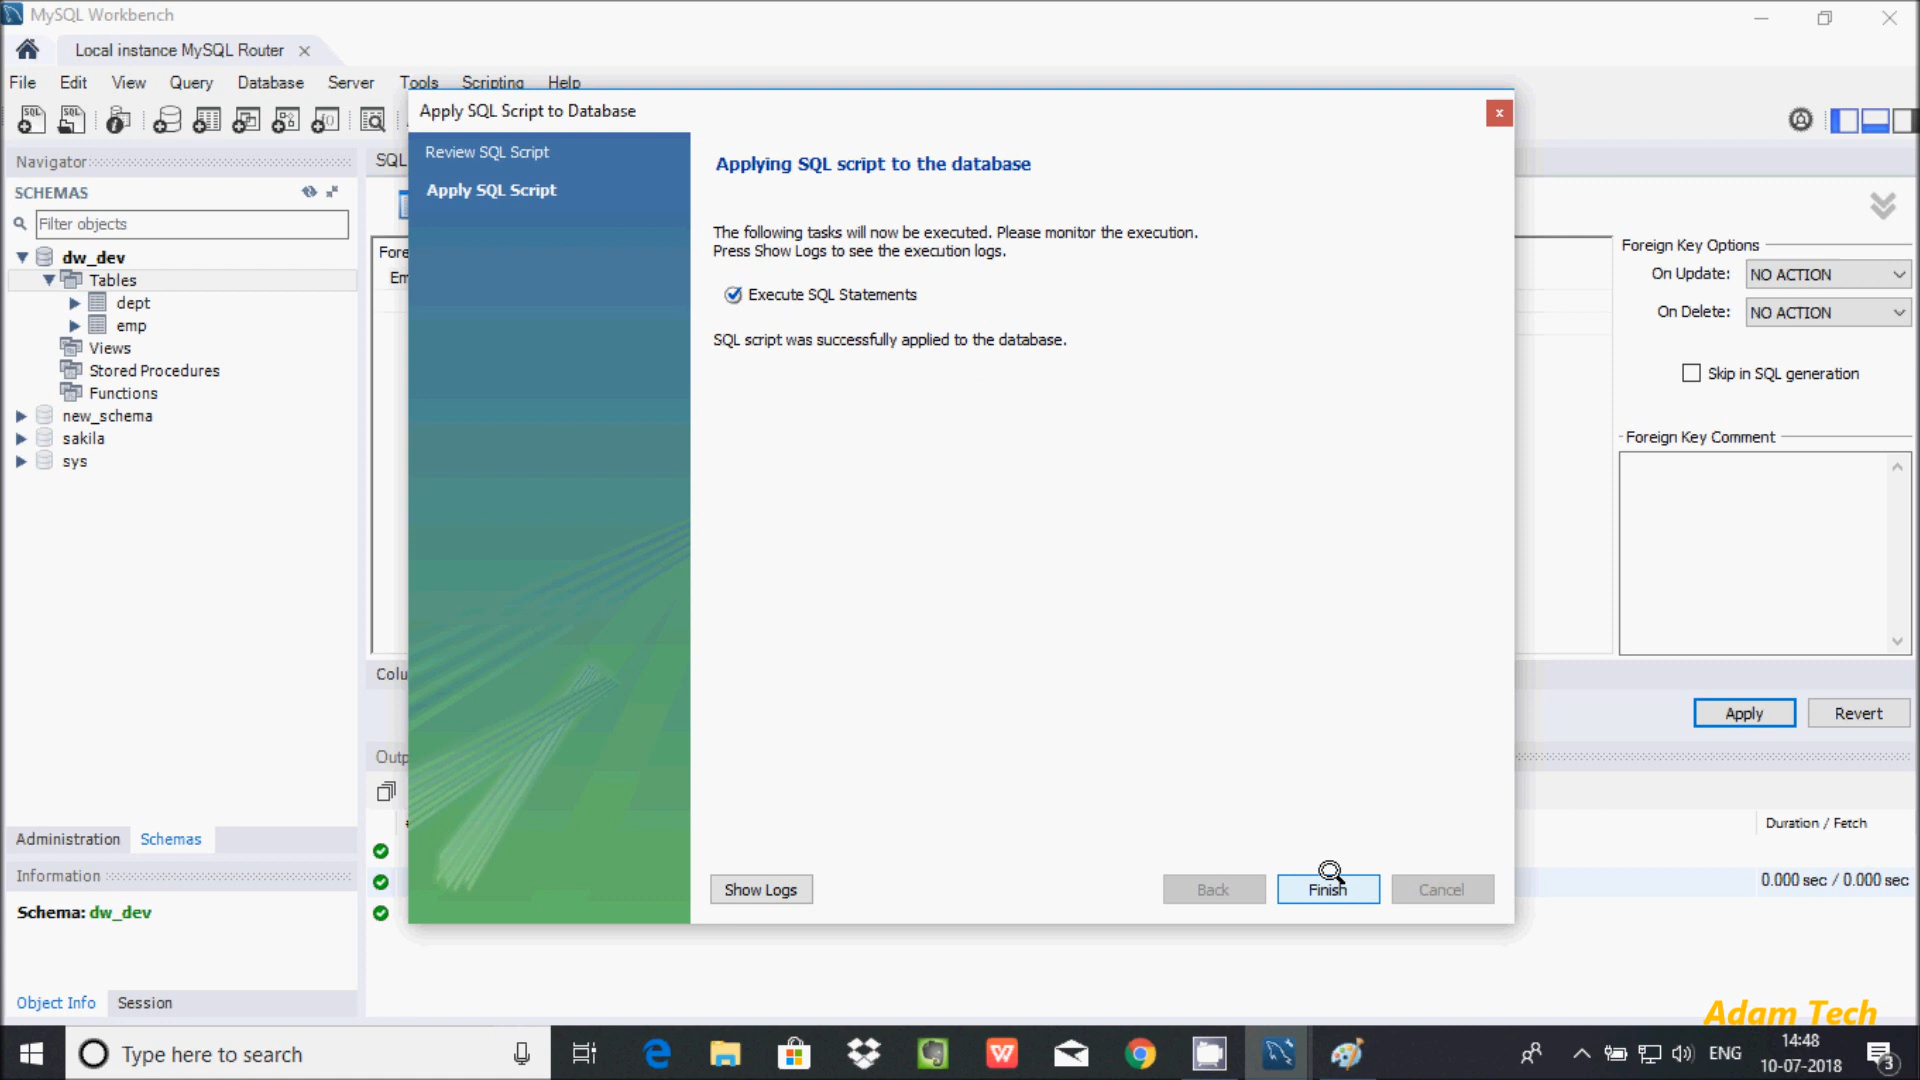 MySQL Workbench
Local instance MySQL Router
File Edit View Query Database Server Tools Scripting Help
Apply SQL Script to Database
Navigator
SCHEMAS
Filter objects
dw_dev
Tables
dept
emp
Views
Stored Procedures
Functions
new_schema
sakila
sys
Administration Schemas
Information
Schema: dw_dev
Object Info Session
SQL
Fore
Em
Colu
Outp
Review SQL Script
Apply SQL Script
Applying SQL script to the database
The following tasks will now be executed. Please monitor the execution.
Press Show Logs to see the execution logs.
Execute SQL Statements
SQL script was successfully applied to the database.
Show Logs Back Finish Cancel
Foreign Key Options
On Update: NO ACTION
On Delete: NO ACTION
Skip in SQL generation
Foreign Key Comment
Apply Revert
Duration / Fetch
0.000 sec / 0.000 sec
Adam Tech
Type here to search
ENG
14:48
10-07-2018
3